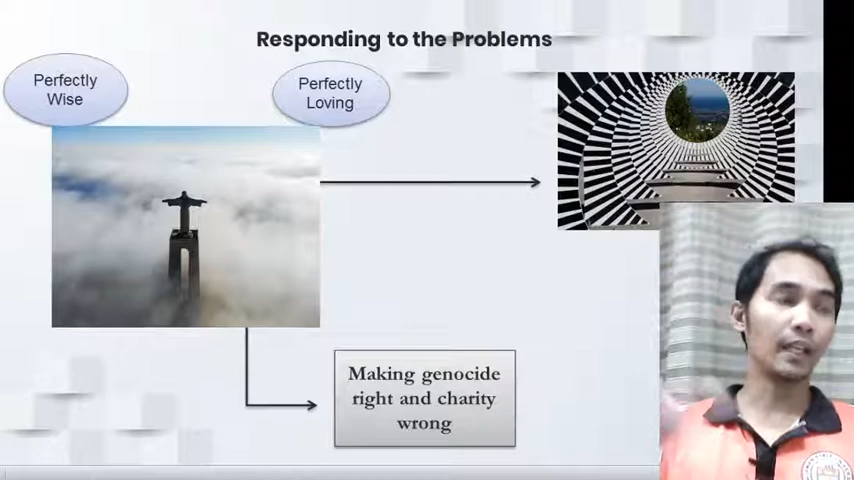 Responding to the Problems
Perfectly
Wise
Perfectly
Loving
Making genocide
right and charity
wrong